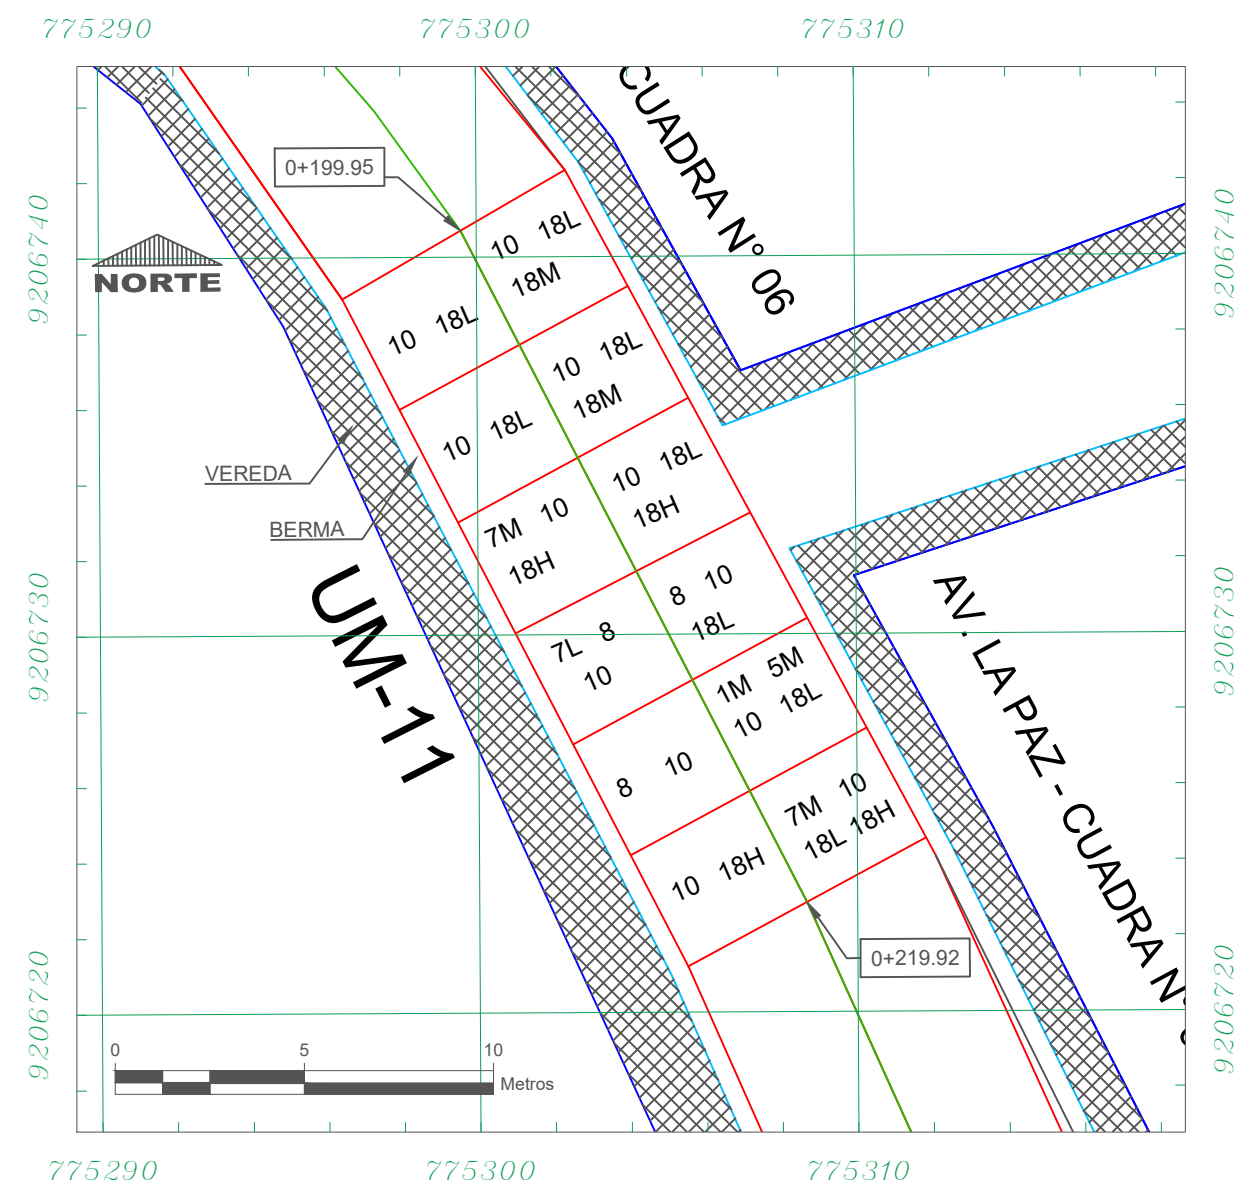 775290 775300 775310
CUADRA N° 06
0+199.95
9206740
9206740
NORTE
10 18L
18M
10 18L
10 18L
18M
10 18L
VEREDA
BERMA
10 18L
18H
7M 10
18H
UM-11
8 10
18L
7L 8
10
9206730
9206730
AV. LA PAZ - CUADRA N°
1M 5M
10 18L
8 10
7M 10
18L 18H
10 18H
0+219.92
9206720
9206720
0 5 10
Metros
775290 775300 775310